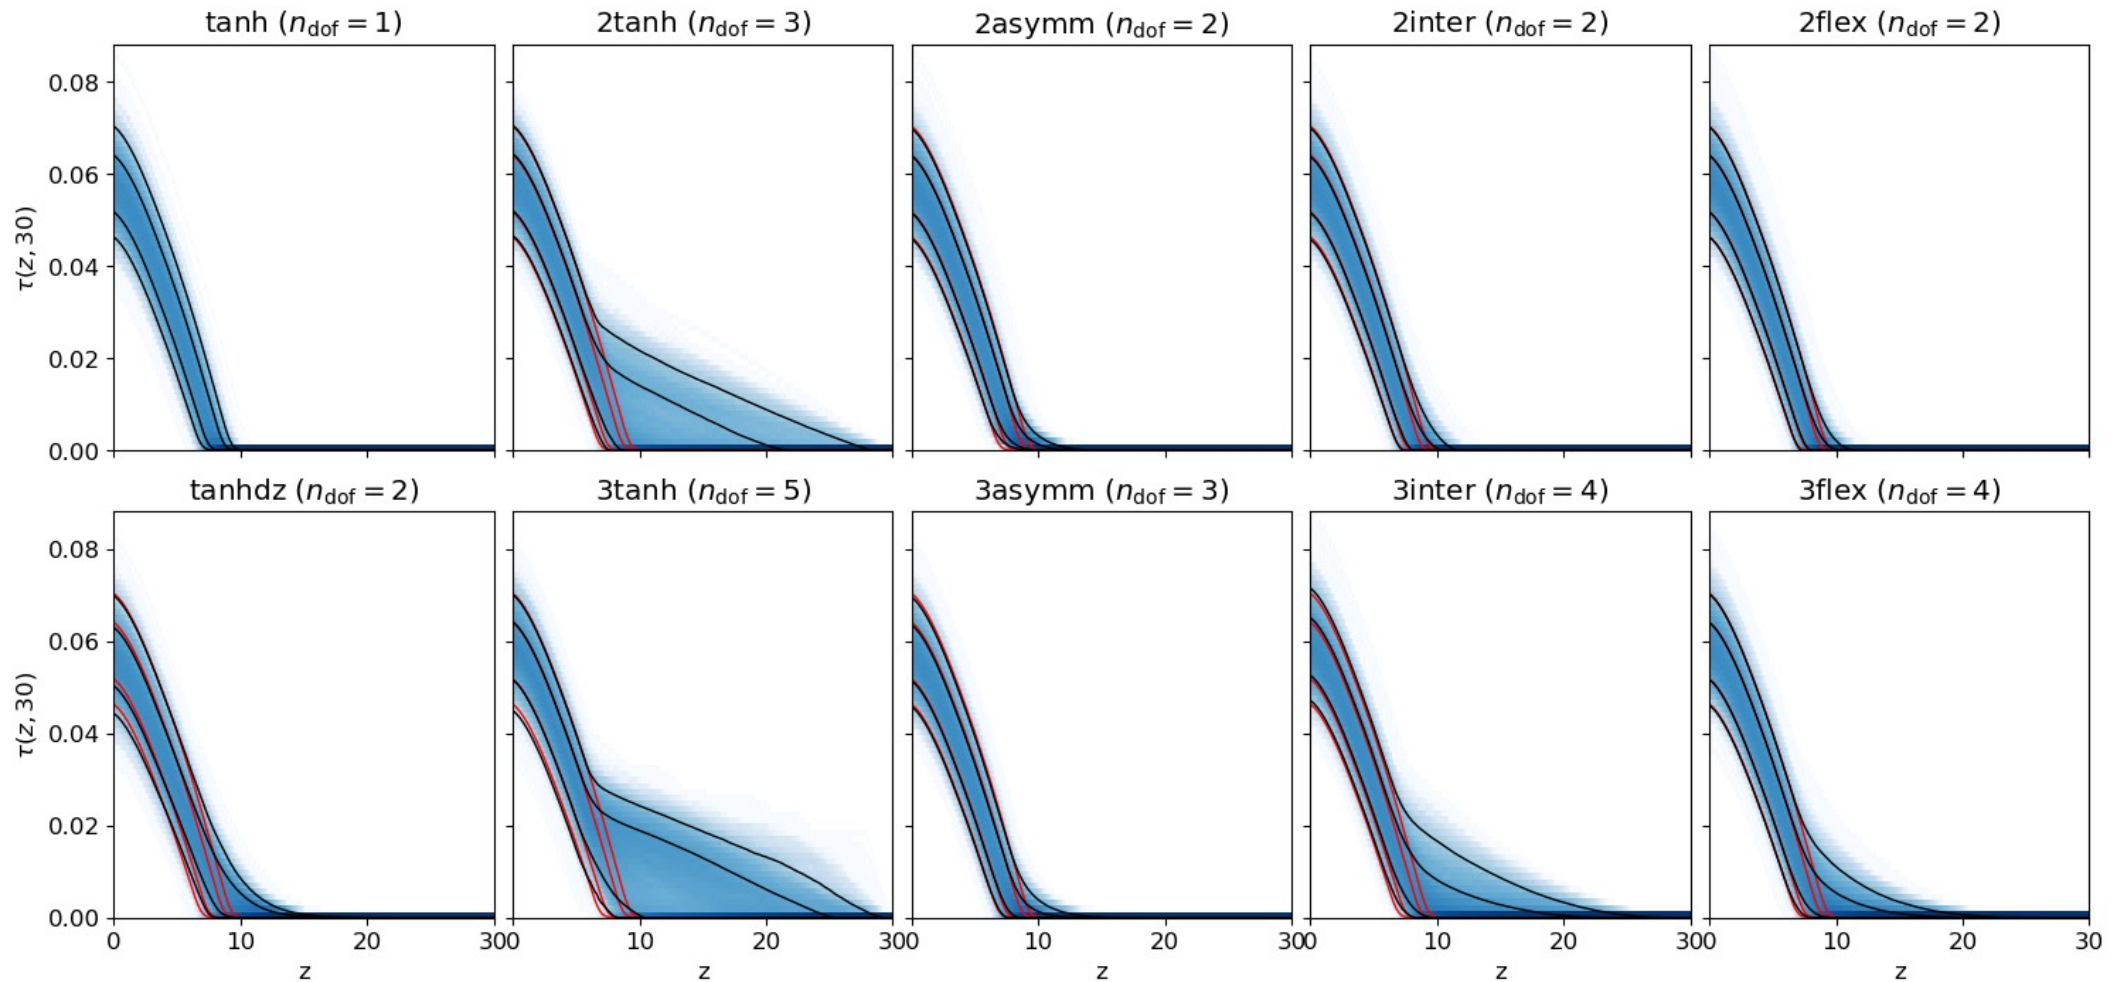 tanh (n_dof = 1)
2tanh (n_dof = 3)
2asymm (n_dof = 2)
2inter (n_dof = 2)
2flex (n_dof = 2)
0.08
0.06
0.04
0.02
0.00
τ(z, 30)
0 10 20 30
tanhdz (n_dof = 2)
3tanh (n_dof = 5)
3asymm (n_dof = 3)
3inter (n_dof = 4)
3flex (n_dof = 4)
0.08
0.06
0.04
0.02
0.00
τ(z, 30)
0 10 20 30
0 10 20 30
0 10 20 30
0 10 20 30
z
z
z
z
z